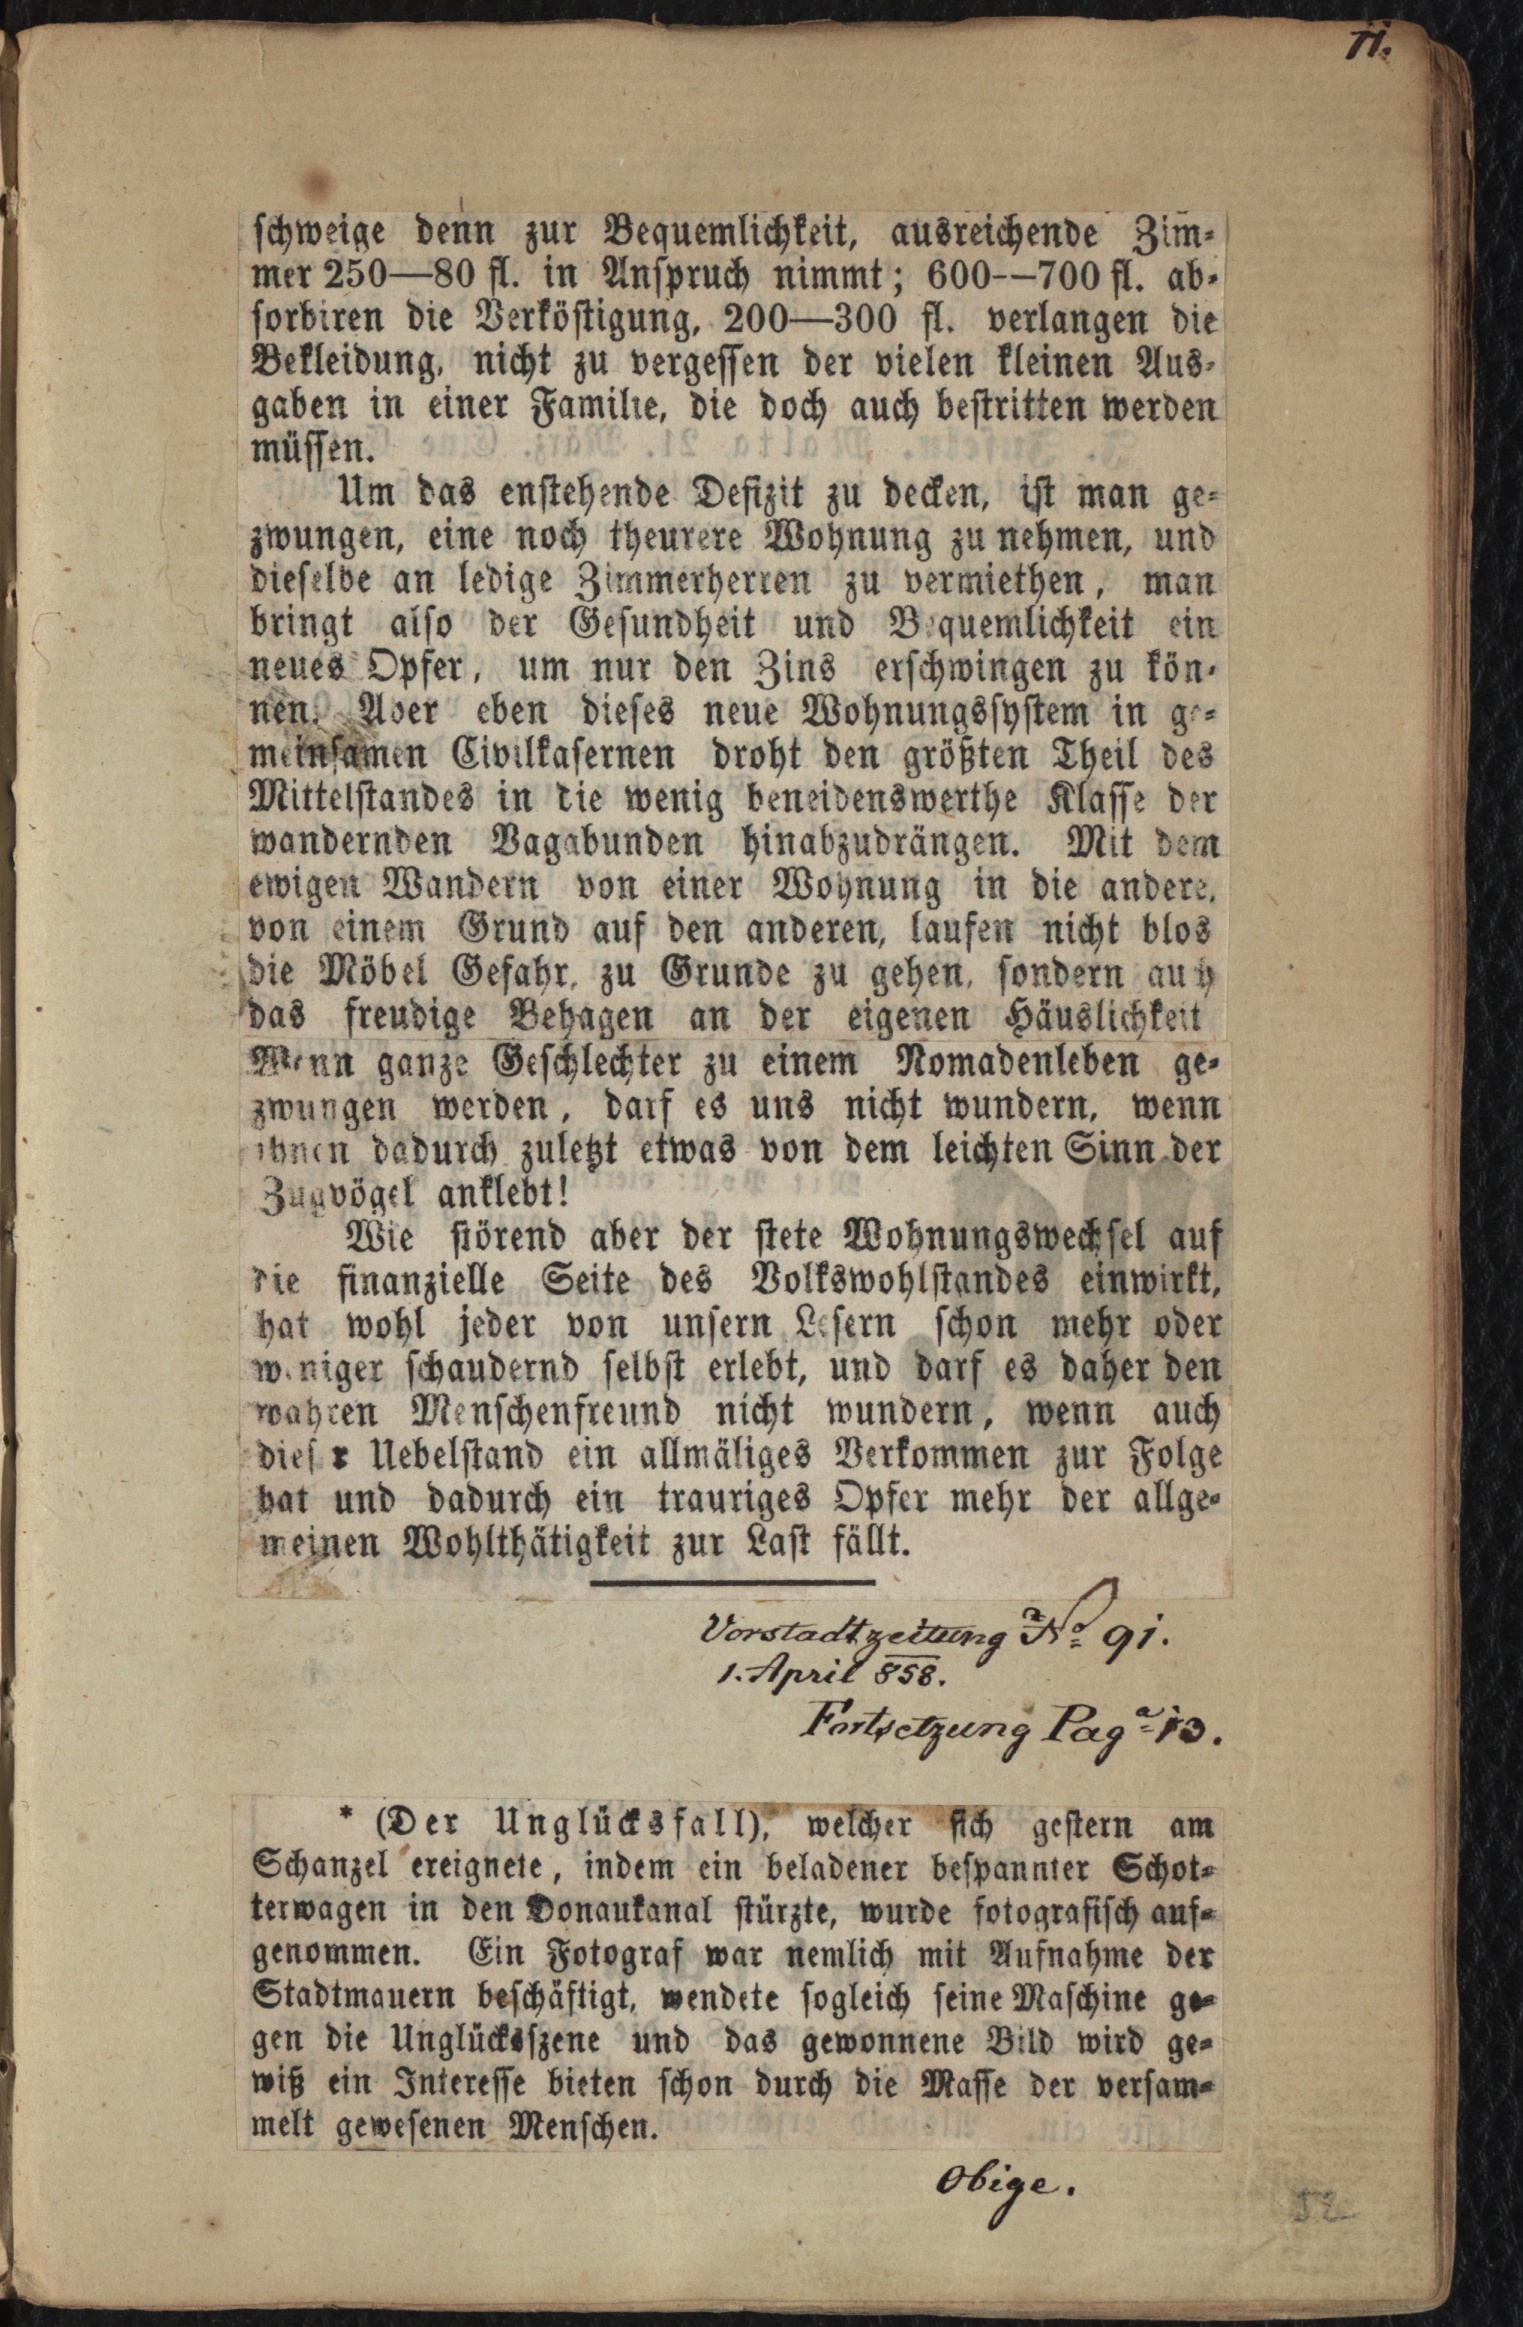 11.
schweige denn zur Bequemlichkeit, ausreichende Zim-
mer 250—80 fl. in Anspruch nimmt; 600—700 fl. ab-
sorbiren die Verköstigung, 200—300 fl. verlangen die
Bekleidung, nicht zu vergessen der vielen kleinen Aus-
gaben in einer Familie, die doch auch bestritten werden
müssen.
Um das enstehende Defizit zu decken, ist man ge-
zwungen, eine noch theurere Wohnung zu nehmen, und
dieselbe an ledige Zimmerherren zu vermiethen, man
bringt also der Gesundheit und Bequemlichkeit ein
neues Opfer, um nur den Zins erschwingen zu kön-
nen. Aber eben dieses neue Wohnungssystem in ge-
meinsamen Civilkasernen droht den größten Theil des
Mittelstandes in die wenig beneidenswerthe Klasse der
wandernden Vagabunden hinabzudrängen. Mit dem
ewigen Wandern von einer Wohnung in die andere,
von einem Grund auf den anderen, laufen nicht blos
die Möbel Gefahr, zu Grunde zu gehen, sondern auch
das freudige Behagen an der eigenen Häuslichkeit
Wenn ganze Geschlechter zu einem Nomadenleben ge-
zwungen werden, darf es uns nicht wundern, wenn
ihnen dadurch zuletzt etwas von dem leichten Sinn der
Zugvögel anklebt!
Wie störend aber der stete Wohnungswechsel auf
die finanzielle Seite des Volkswohlstandes einwirkt,
hat wohl jeder von unsern Lesern schon mehr oder
weniger schaudernd selbst erlebt, und darf es daher den
wahren Menschenfreund nicht wundern, wenn auch
dieser Uebelstand ein allmäliges Verkommen zur Folge
hat und dadurch ein trauriges Opfer mehr der allge-
meinen Wohlthätigkeit zur Last fällt.
Vorstadtzeitung No 91.
1. April 858.
Fortsetzung Pag a 13.
* (Der Unglücksfall), welcher sich gestern am
Schanzel ereignete, indem ein beladener bespannter Schot-
terwagen in den Donaukanal stürzte, wurde fotografisch auf-
genommen. Ein Fotograf war nemlich mit Aufnahme der
Stadtmauern beschäftigt, wendete sogleich seine Maschine ge-
gen die Unglücksszene und das gewonnene Bild wird ge-
wiß ein Interesse bieten schon durch die Masse der versam-
melt gewesenen Menschen.
Obige.
52